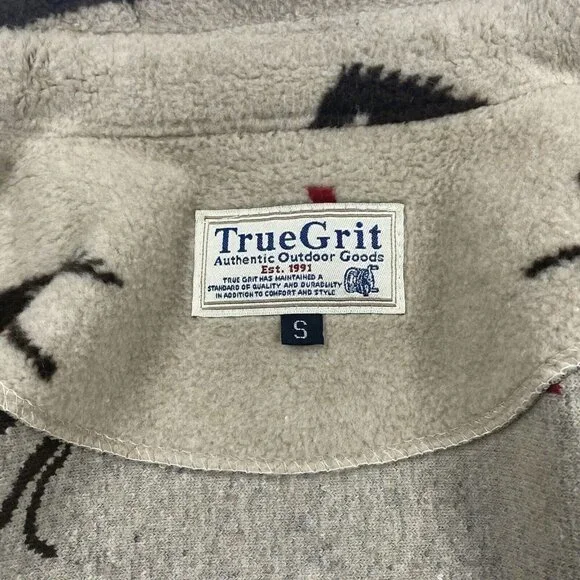 TrueGrit
Authentic Outdoor Goods
Est. 1991
TRUE GRIT HAS MAINTAINED A
STANDARD OF QUALITY AND DURABILITY
IN ADDITION TO COMFORT AND STYLE
S